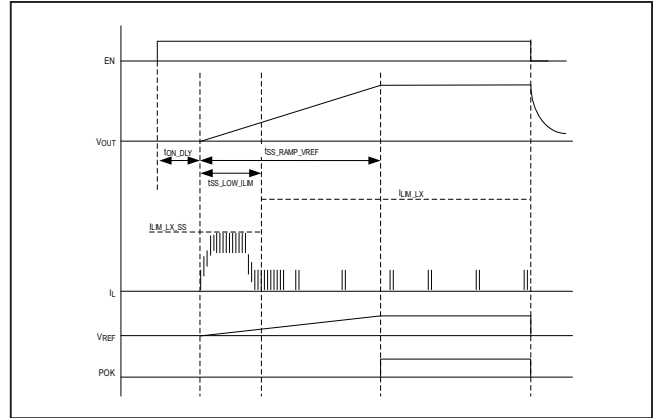 EN
VOUT
tON_DLY
tSS_RAMP_VREF
tSS_LOW_ILIM
ILIM_LX
ILIM_LX_SS
IL
VREF
POK